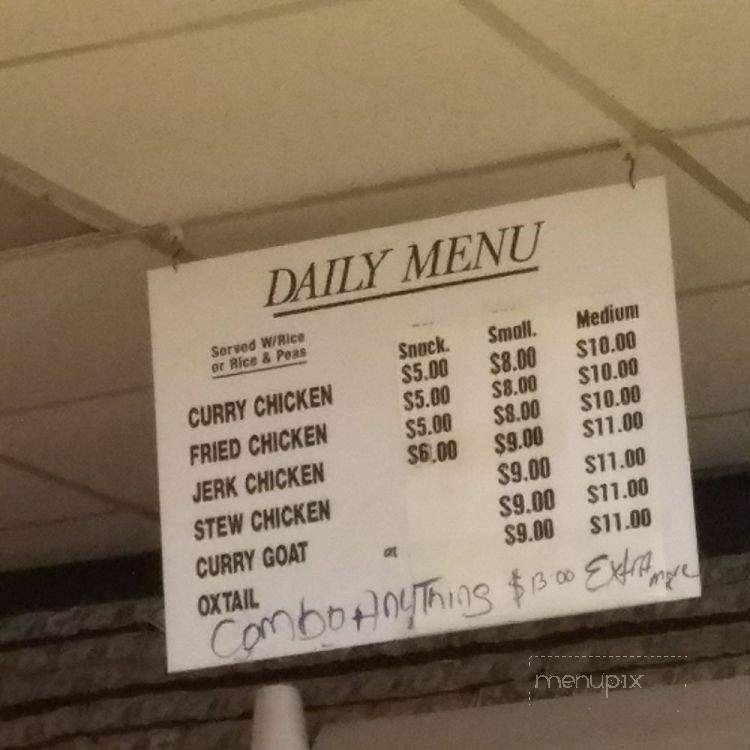 DAILY MENU
Served W/Rice
or Rice & Peas
Snack. Small. Medium
$5.00 $8.00 $10.00
$5.00 $8.00 $10.00
$5.00 $8.00 $10.00
$6.00 $9.00 $11.00
$9.00 $11.00
$9.00 $11.00
$9.00 $11.00
CURRY CHICKEN
FRIED CHICKEN
JERK CHICKEN
STEW CHICKEN
CURRY GOAT
OXTAIL
Combo+AnyThing $13.00 Extra more
menupix